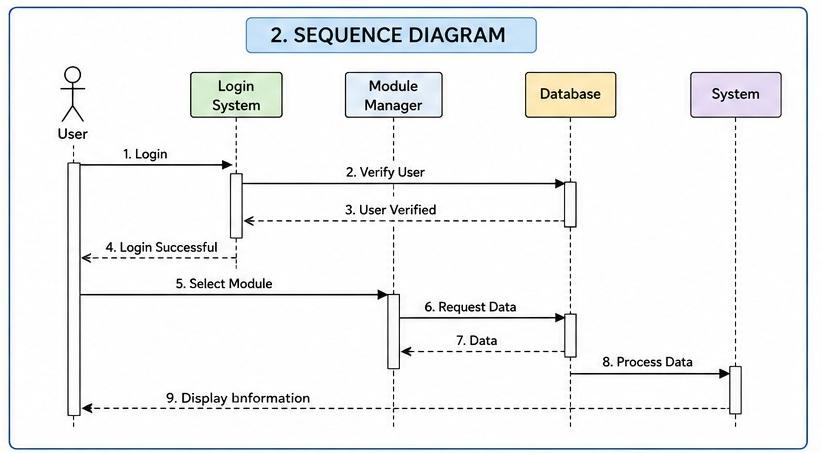 2. SEQUENCE DIAGRAM
User
Login
System
Module
Manager
Database
System
1. Login
2. Verify User
3. User Verified
4. Login Successful
5. Select Module
6. Request Data
7. Data
8. Process Data
9. Display bnformation